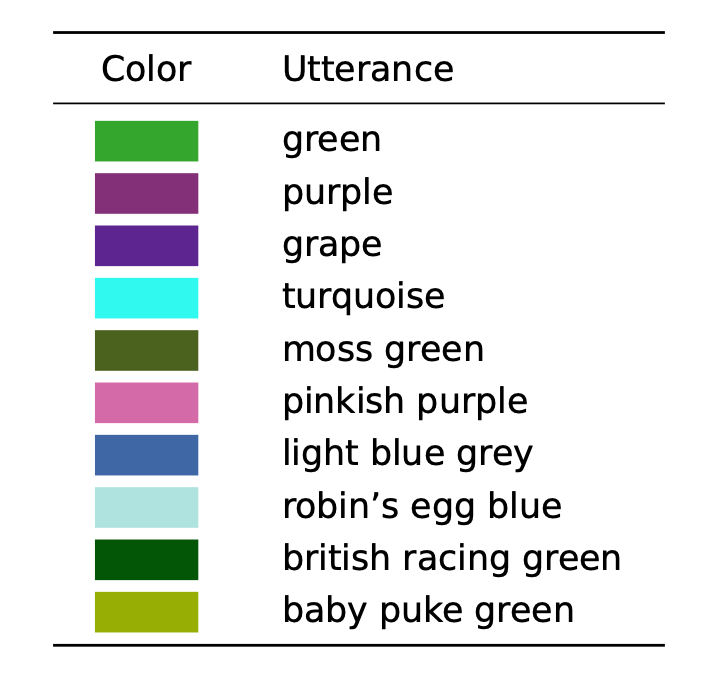 Color Utterance
green
purple
grape
turquoise
moss green
pinkish purple
light blue grey
robin’s egg blue
british racing green
baby puke green